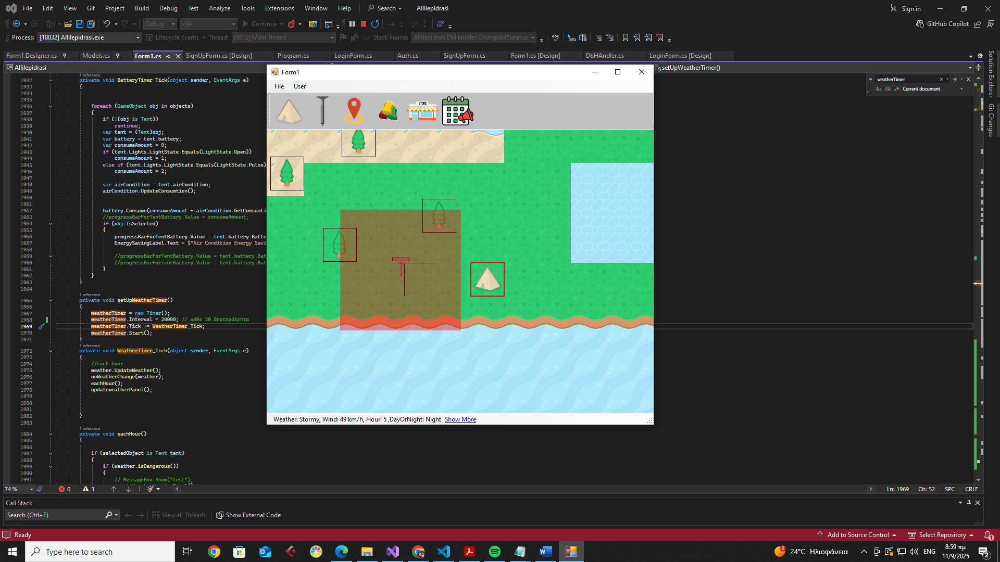 File Edit View Git Project Build Debug Test Analyze Tools Extensions Window Help Search Allilepidrasi Sign in
Debug x64 Continue GitHub Copilot
Process: [18032] Allilepidrasi.exe Lifecycle Events Thread: [9072] Main Thread Stack Frame: Allilepidrasi.DbHandler.ChangeBillSatatus
Form1.Designer.cs Models.cs Form1.cs SignUpForm.cs [Design] Program.cs LoginForm.cs Auth.cs SignUpForm.cs Form1.cs [Design] DbHAndler.cs LoginForm.cs [Design]
C# Allilepidrasi setUpWeatherTimer()
Solution Explorer
Git Changes
weatherTimer
Aa Current document
1 reference
1932 private void BatteryTimer_Tick(object sender, EventArgs e)
1933 {
1934
1935
1936 foreach (GameObject obj in objects)
1937 {
1938 if (!(obj is Tent))
1939 continue;
1940 var tent = (Tent)obj;
1941 var battery = tent.battery;
1942 var consumeAmount = 0;
1943 if (tent.Lights.LightState.Equals(LightState.Open))
1944 consumeAmount = 1;
1945 else if (tent.Lights.LightState.Equals(LightState.Pulse)
1946 consumeAmount = 2;
1947
1948 var airCondition = tent.airCondition;
1949 airCondition.UpdateConsumtion();
1950
1951
1952 battery.Consume(consumeAmount + airCondition.GetConsumti
1953 //progressBarForTentBattery.Value = consumeAmount;
1954 if (obj.IsSelected)
1955 {
1956 progressBarForTentBattery.Value = tent.battery.Batte
1957 EnergySavingLabel.Text = $"Air Condition Energy Savi
1958
1959 //progressBarForTentBattery.Value = tent.battery.Bat
1960 //progressBarForTentBattery.Value = tent.battery.Bat
1961 }
1962 }
1963 }
1964
1 reference
1965 private void setUpWeatherTimer()
1966 {
1967 weatherTimer = new Timer();
1968 weatherTimer.Interval = 20000; // κάθε 20 δευτερόλεπτα
1969 weatherTimer.Tick += WeatherTimer_Tick;
1970 weatherTimer.Start();
1971 }
1 reference
1972 private void WeatherTimer_Tick(object sender, EventArgs e)
1973 {
1974 //each hour
1975 weather.UpdateWeather();
1976 onWeatherChange(weather);
1977 eachHour();
1978 updateweatherPanel();
1979
1980
1981
1982 }
1983
1 reference
1984 private void eachHour()
1985 {
1986
1987 if (selectedObject is Tent tent)
1988 {
1989 if (weather.isDangerous())
1990 {
1991 // MessageBox.Show("test");
Form1
File User
STORE
Weather: Stormy, Wind: 49 km/h, Hour: 5 ,DayOrNight: Night Show More
74 % 0 3 Ln: 1969 Ch: 52 SPC CRLF
Call Stack
Search (Ctrl+E) View all Threads Show External Code
Ready Add to Source Control Select Repository 1
Type here to search Kg 2 24°C Ηλιοφάνεια ENG 8:59 πμ
11/9/2025 2